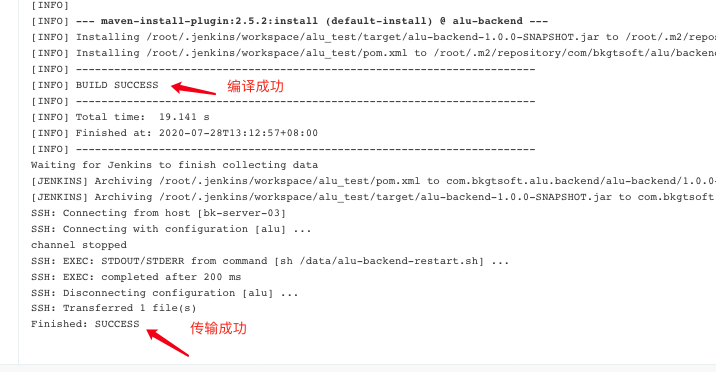 [INFO]
[INFO] --- maven-install-plugin:2.5.2:install (default-install) @ alu-backend ---
[INFO] Installing /root/.jenkins/workspace/alu_test/target/alu-backend-1.0.0-SNAPSHOT.jar to /root/.m2/repo
[INFO] Installing /root/.jenkins/workspace/alu_test/pom.xml to /root/.m2/repository/com/bkgtsoft/alu/backend
[INFO] ------------------------------------------------------------------------
[INFO] BUILD SUCCESS 编译成功
[INFO] ------------------------------------------------------------------------
[INFO] Total time:  19.141 s
[INFO] Finished at: 2020-07-28T13:12:57+08:00
[INFO] ------------------------------------------------------------------------
Waiting for Jenkins to finish collecting data
[JENKINS] Archiving /root/.jenkins/workspace/alu_test/pom.xml to com.bkgtsoft.alu.backend/alu-backend/1.0.0-
[JENKINS] Archiving /root/.jenkins/workspace/alu_test/target/alu-backend-1.0.0-SNAPSHOT.jar to com.bkgtsoft
SSH: Connecting from host [bk-server-03]
SSH: Connecting with configuration [alu] ...
channel stopped
SSH: EXEC: STDOUT/STDERR from command [sh /data/alu-backend-restart.sh] ...
SSH: EXEC: completed after 200 ms
SSH: Disconnecting configuration [alu] ...
SSH: Transferred 1 file(s)
Finished: SUCCESS 传输成功